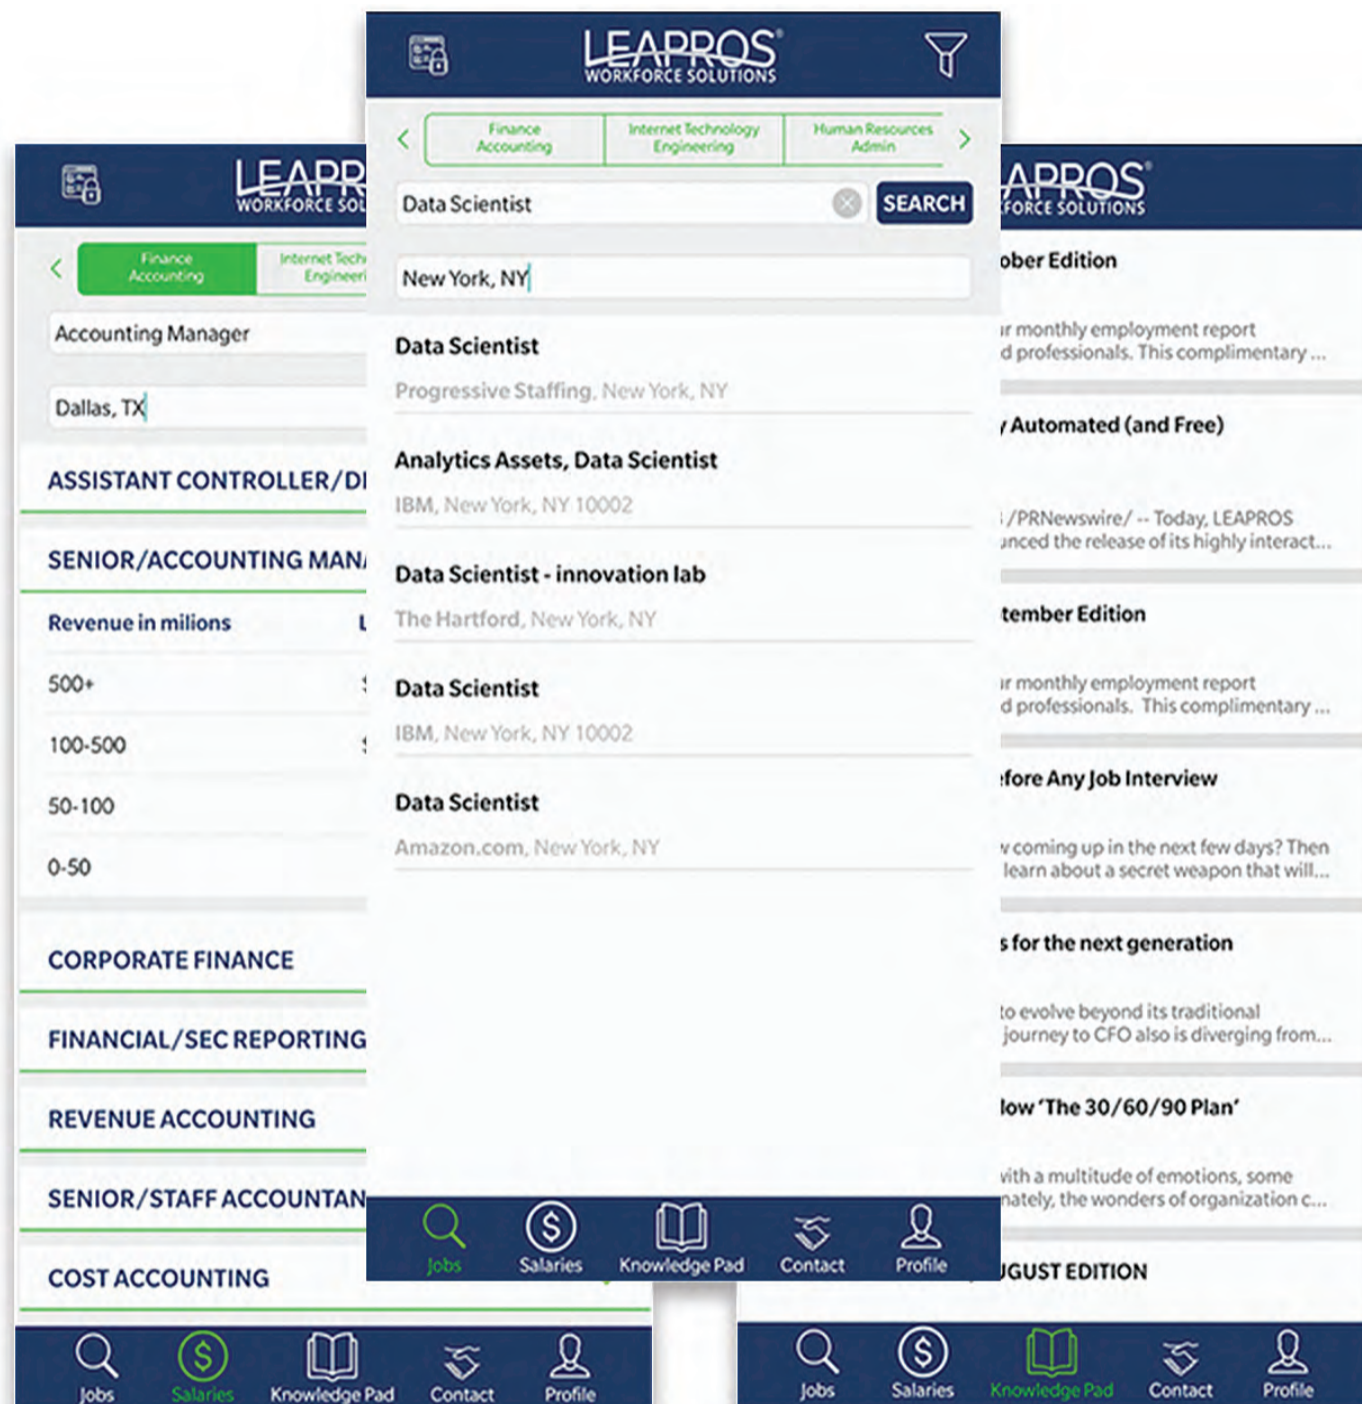 LEAPROS®
WORKFORCE SOLUTIONS
Finance
Accounting
Internet Technology
Engineering
Human Resources
Admin
Data Scientist
SEARCH
New York, NY
Data Scientist
Progressive Staffing, New York, NY
Analytics Assets, Data Scientist
IBM, New York, NY 10002
Data Scientist - innovation lab
The Hartford, New York, NY
Data Scientist
IBM, New York, NY 10002
Data Scientist
Amazon.com, New York, NY
Jobs
Salaries
Knowledge Pad
Contact
Profile
LEAPR
WORKFORCE SOL
Finance
Accounting
Internet Tech
Engineeri
Accounting Manager
Dallas, TX
ASSISTANT CONTROLLER/DI
SENIOR/ACCOUNTING MANA
Revenue in milions
L
500+
$
100-500
$
50-100
0-50
CORPORATE FINANCE
FINANCIAL/SEC REPORTING
REVENUE ACCOUNTING
SENIOR/STAFF ACCOUNTAN
COST ACCOUNTING
Jobs
Salaries
Knowledge Pad
Contact
Profile
APROS®
FORCE SOLUTIONS
ober Edition
ur monthly employment report
d professionals. This complimentary ...
y Automated (and Free)
/PRNewswire/ -- Today, LEAPROS
unced the release of its highly interact...
tember Edition
ur monthly employment report
d professionals. This complimentary ...
efore Any Job Interview
w coming up in the next few days? Then
learn about a secret weapon that will...
s for the next generation
to evolve beyond its traditional
journey to CFO also is diverging from...
low ‘The 30/60/90 Plan’
with a multitude of emotions, some
nately, the wonders of organization c...
UGUST EDITION
Jobs
Salaries
Knowledge Pad
Contact
Profile